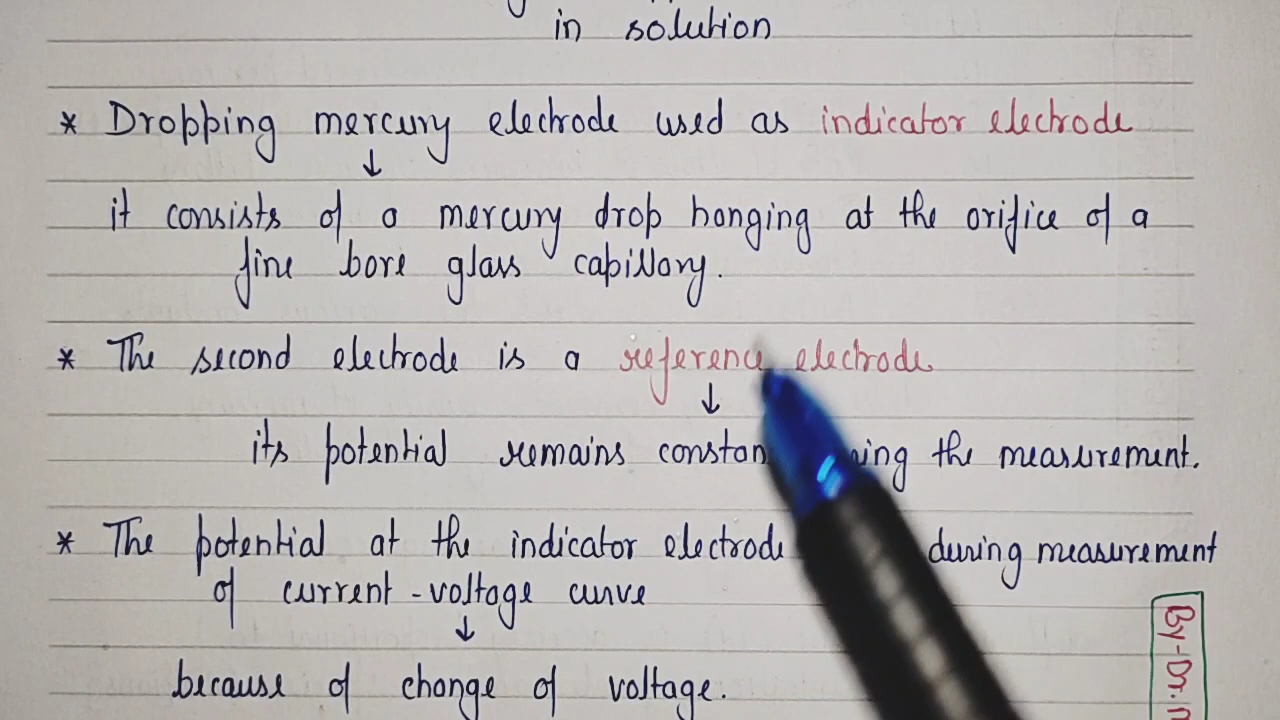 in solution
* Dropping mercury electrode used as indicator electrode
↓
it consists of a mercury drop hanging at the orifice of a
fine bore glass capillary.
* The second electrode is a reference electrode
↓
its potential remains the measurement.
* The potential at the indicator electrode during measurement
of current-voltage curve
↓
because of change of voltage.
By-Dr.